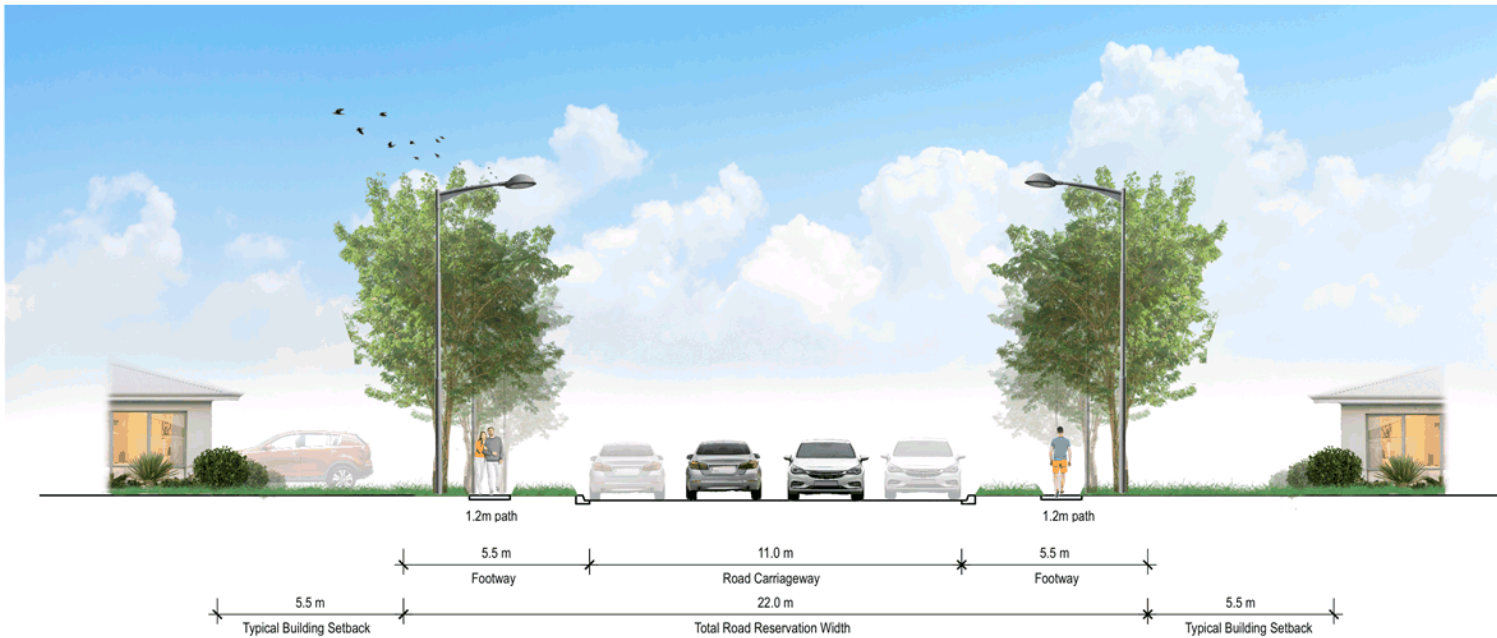 1.2m path
1.2m path
5.5 m
11.0 m
5.5 m
Footway
Road Carriageway
Footway
5.5 m
22.0 m
5.5 m
Typical Building Setback
Total Road Reservation Width
Typical Building Setback